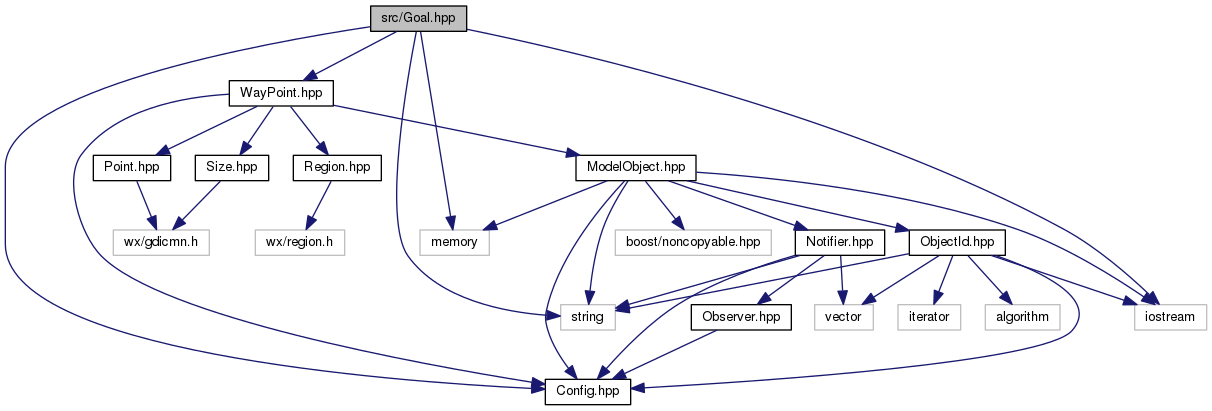 src/Goal.hpp
WayPoint.hpp
Point.hpp
Size.hpp
Region.hpp
ModelObject.hpp
wx/gdicmn.h
wx/region.h
memory
boost/noncopyable.hpp
Notifier.hpp
ObjectId.hpp
string
Observer.hpp
vector
iterator
algorithm
iostream
Config.hpp